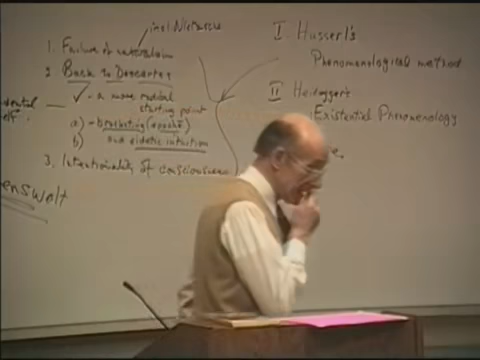 incl Nietzsche
1. Failure of naturalism
2 Back to Descartes
✓ - a more radical
starting point
a) - bracketing (epoche)
b) and eidetic intuition
3. Intentionality of consciousness
enswelt
I. Husserl's
Phenomenological method
II Heidegger's
Existential Phenomenology